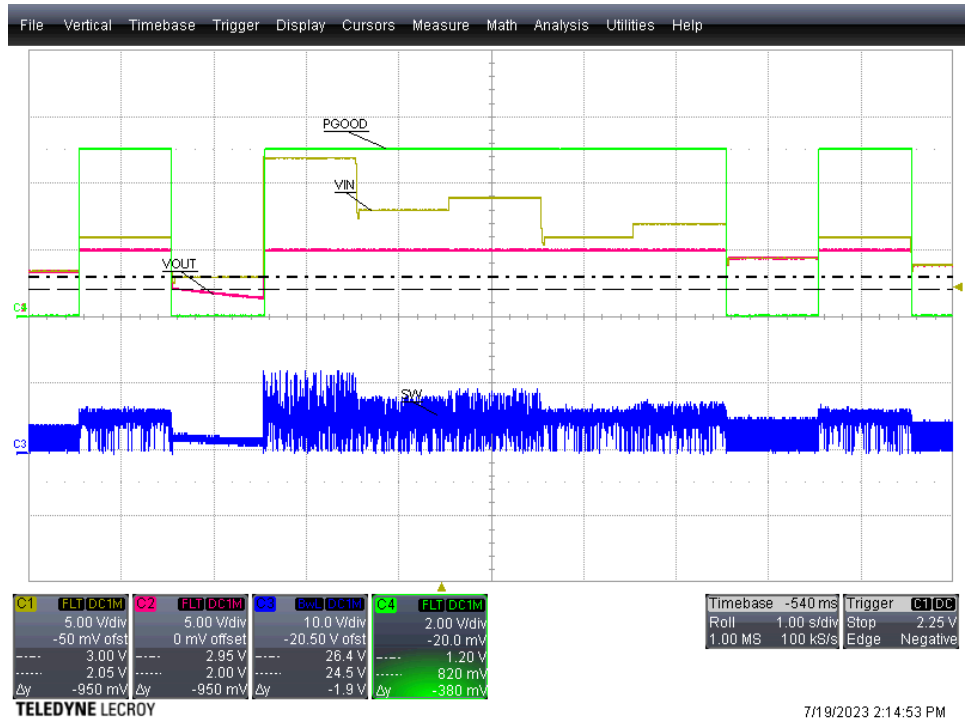 File Vertical Timebase Trigger Display Cursors Measure Math Analysis Utilities Help
PGOOD
VIN
VOUT
SW
C3
C1 FLT DC1M
5.00 V/div
-50 mV ofst
3.00 V
2.05 V
Δy -950 mV
C2 FLT DC1M
5.00 V/div
0 mV offset
2.95 V
2.00 V
Δy -950 mV
C3 BwL DC1M
10.0 V/div
-20.50 V ofst
26.4 V
24.5 V
Δy -1.9 V
C4 FLT DC1M
2.00 V/div
-20.0 mV
1.20 V
820 mV
Δy -380 mV
Timebase -540 ms
Roll 1.00 s/div
1.00 MS 100 kS/s
Trigger C1 DC
Stop 2.25 V
Edge Negative
TELEDYNE LECROY
7/19/2023 2:14:53 PM